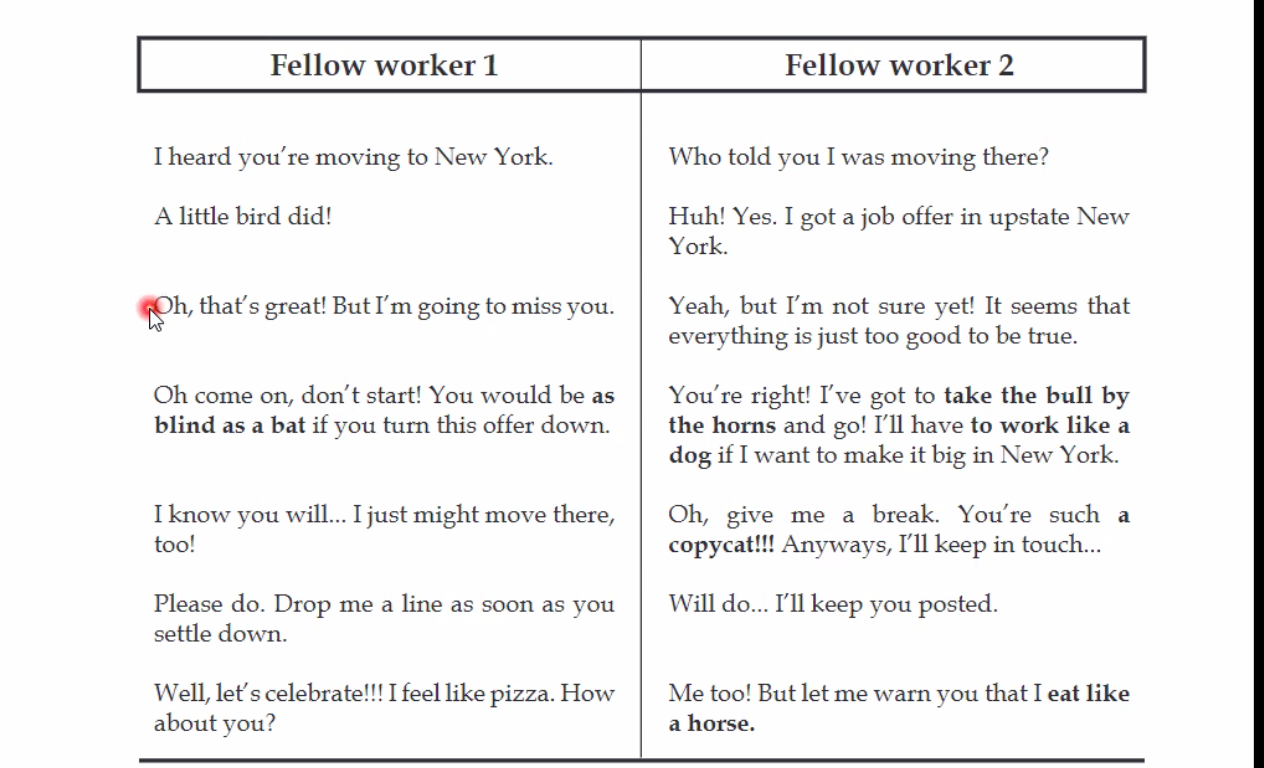 Fellow worker 1
Fellow worker 2
I heard you're moving to New York.
Who told you I was moving there?
A little bird did!
Huh! Yes. I got a job offer in upstate New
York.
Oh, that's great! But I'm going to miss you.
Yeah, but I'm not sure yet! It seems that
everything is just too good to be true.
Oh come on, don't start! You would be as
blind as a bat if you turn this offer down.
You're right! I've got to take the bull by
the horns and go! I'll have to work like a
dog if I want to make it big in New York.
I know you will... I just might move there,
too!
Oh, give me a break. You're such a
copycat!!! Anyways, I'll keep in touch...
Please do. Drop me a line as soon as you
settle down.
Will do... I'll keep you posted.
Well, let's celebrate!!! I feel like pizza. How
about you?
Me too! But let me warn you that I eat like
a horse.